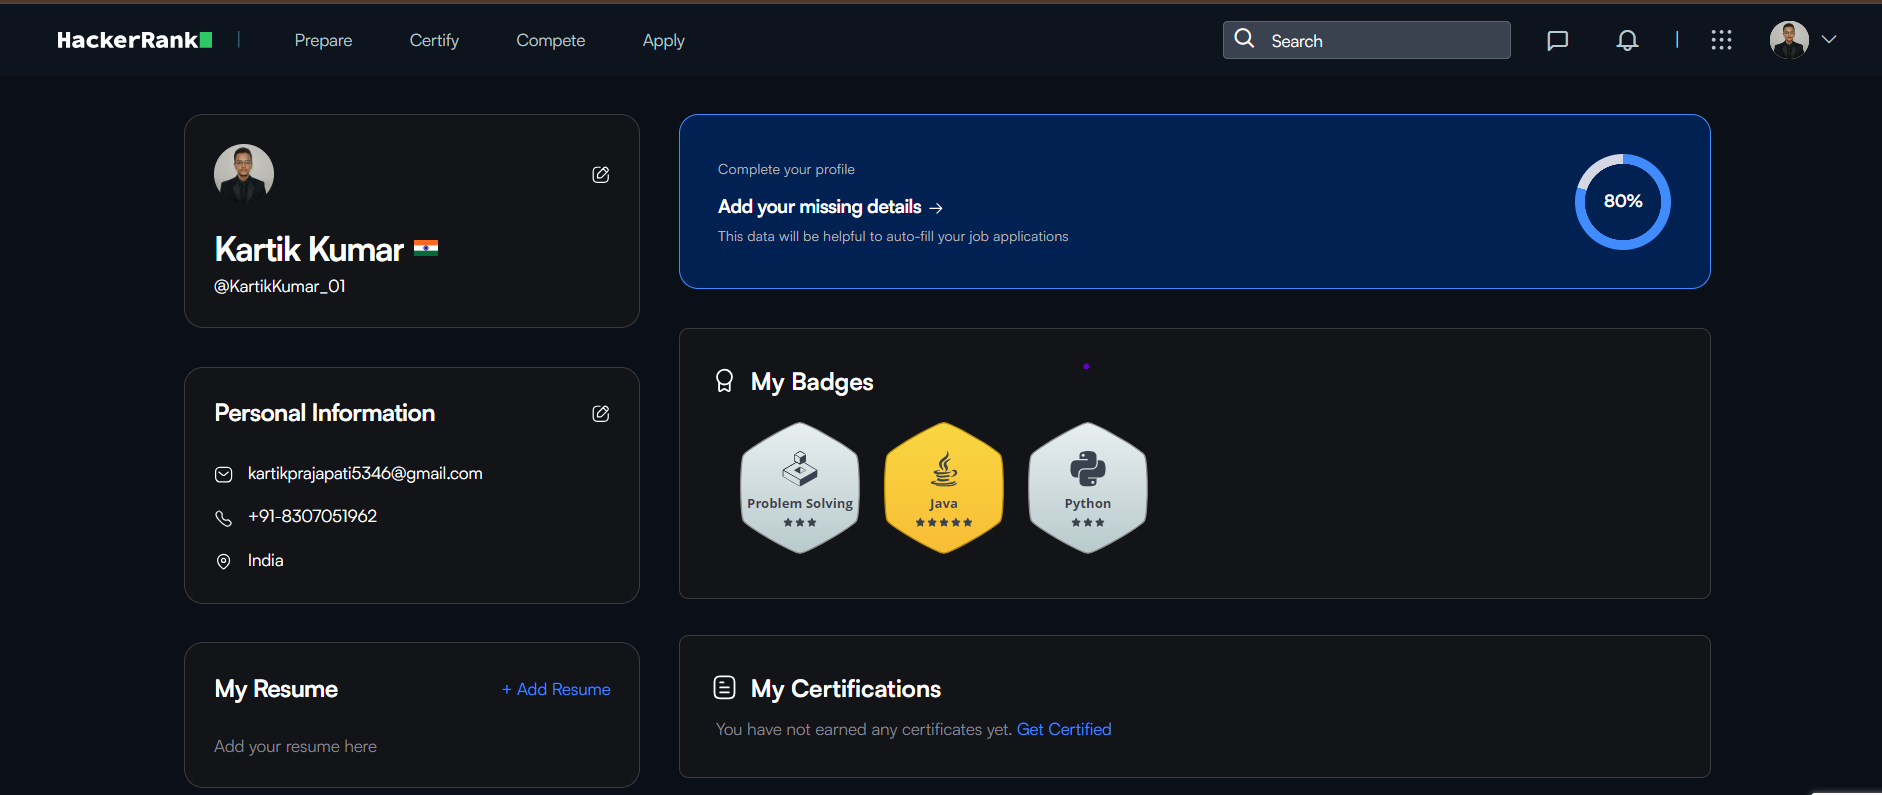 HackerRank
Prepare
Certify
Compete
Apply
Search
Kartik Kumar
@KartikKumar_01
Personal Information
kartikprajapati5346@gmail.com
+91-8307051962
India
My Resume
+ Add Resume
Add your resume here
Complete your profile
Add your missing details →
This data will be helpful to auto-fill your job applications
80%
My Badges
Problem Solving
Java
Python
My Certifications
You have not earned any certificates yet. Get Certified